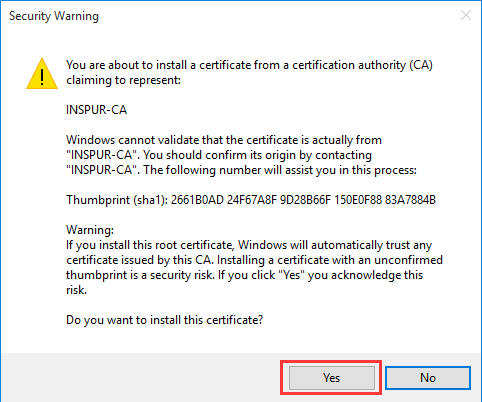 Security Warning
You are about to install a certificate from a certification authority (CA)
claiming to represent:
INSPUR-CA
Windows cannot validate that the certificate is actually from
"INSPUR-CA". You should confirm its origin by contacting
"INSPUR-CA". The following number will assist you in this process:
Thumbprint (sha1): 2661B0AD 24F67A8F 9D28B66F 150E0F88 83A7884B
Warning:
If you install this root certificate, Windows will automatically trust any
certificate issued by this CA. Installing a certificate with an unconfirmed
thumbprint is a security risk. If you click "Yes" you acknowledge this
risk.
Do you want to install this certificate?
Yes
No